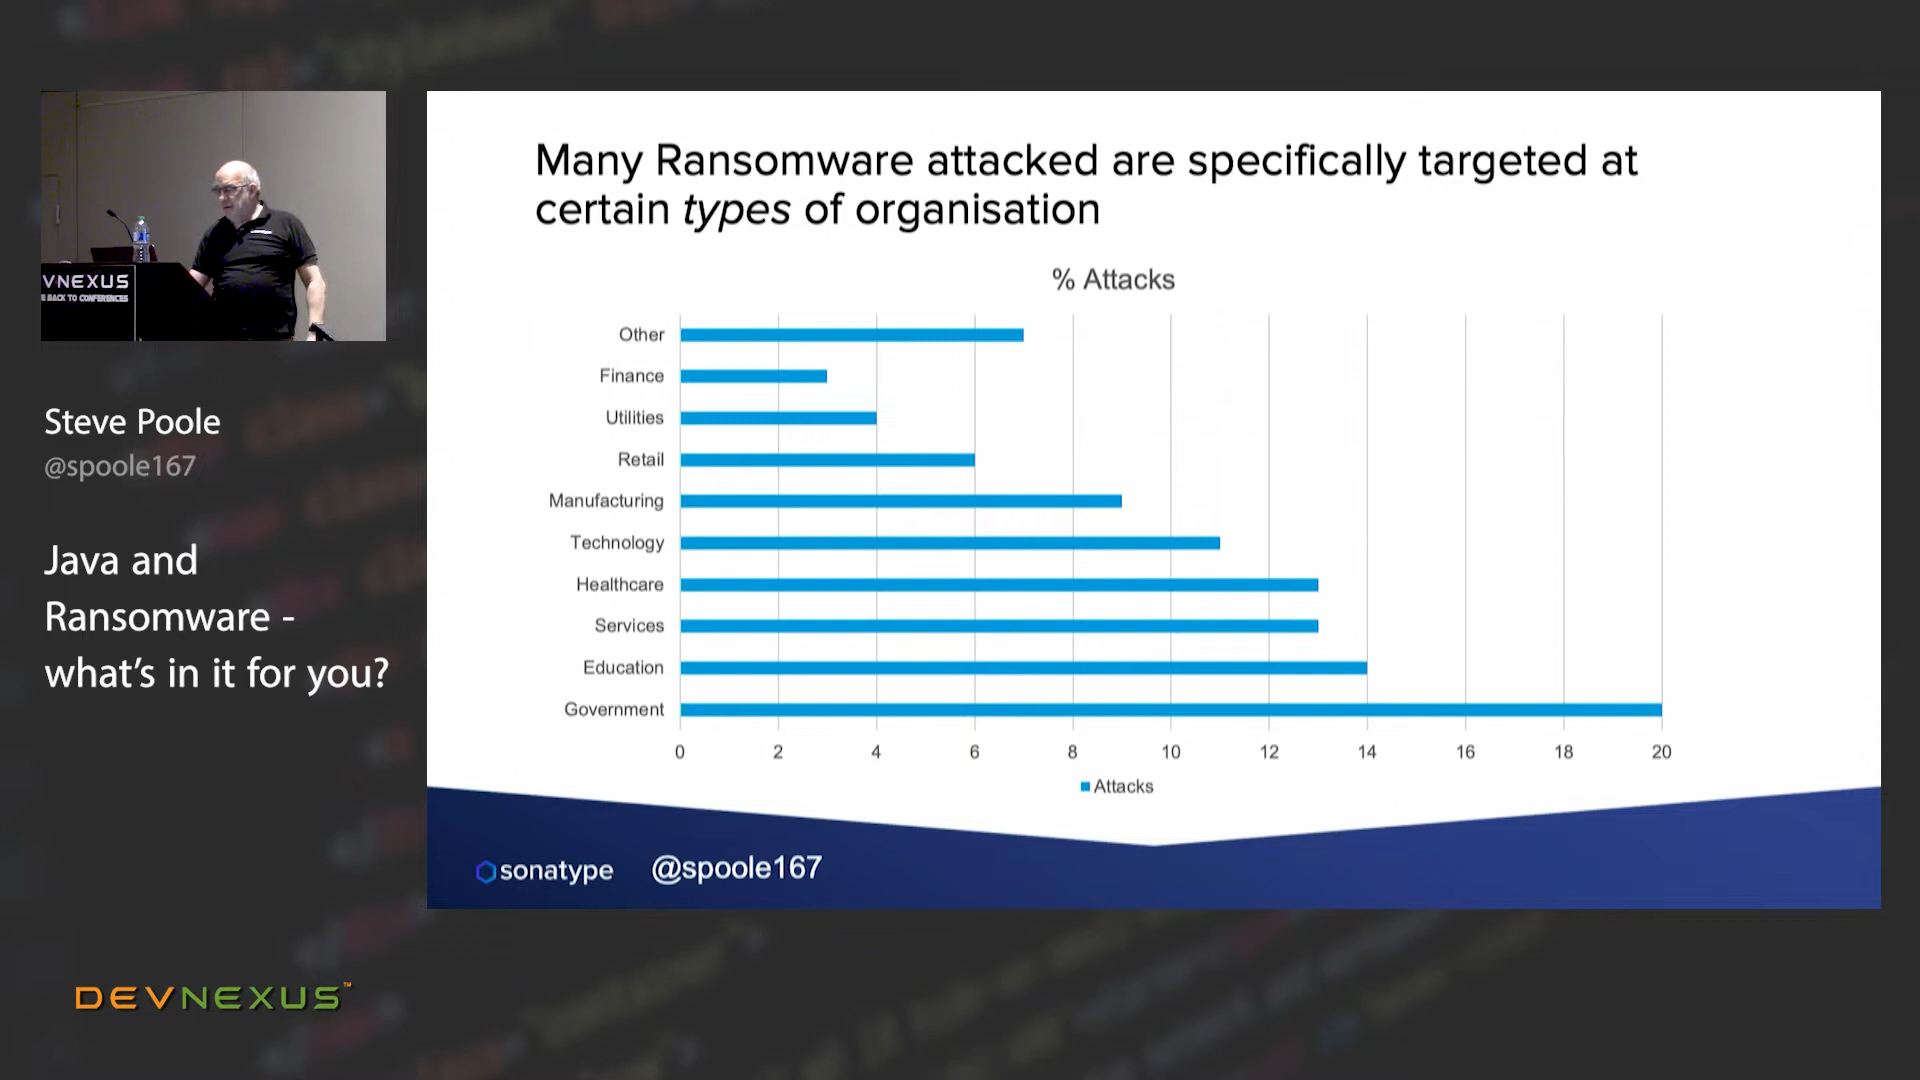 VNEXUS
E BACK TO CONFERENCES
Steve Poole
@spoole167
Java and
Ransomware -
what's in it for you?
DEVNEXUS™
Many Ransomware attacked are specifically targeted at
certain types of organisation
% Attacks
Other
Finance
Utilities
Retail
Manufacturing
Technology
Healthcare
Services
Education
Government
0 2 4 6 8 10 12 14 16 18 20
Attacks
sonatype @spoole167